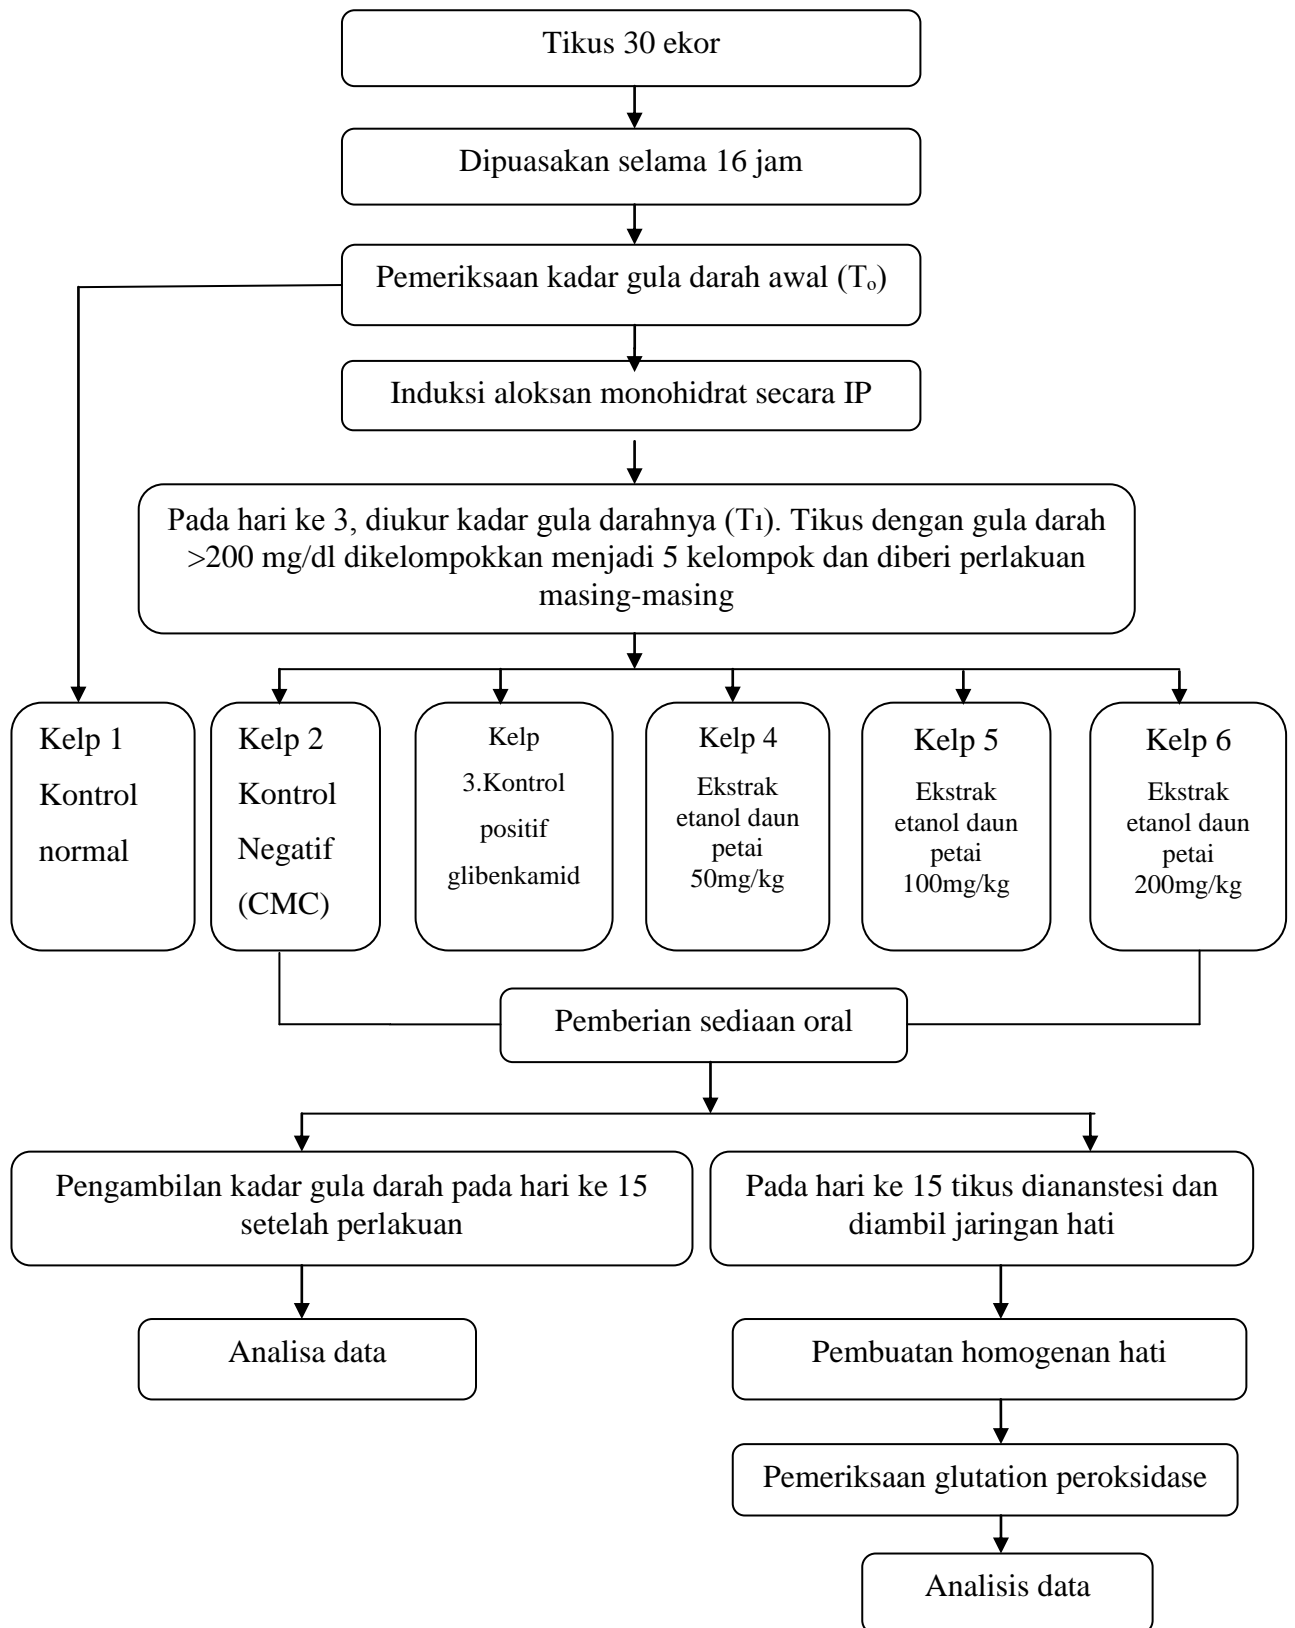 Tikus 30 ekor
Dipuasakan selama 16 jam
Pemeriksaan kadar gula darah awal (Tₒ)
Induksi aloksan monohidrat secara IP
Pada hari ke 3, diukur kadar gula darahnya (T1). Tikus dengan gula darah
>200 mg/dl dikelompokkan menjadi 5 kelompok dan diberi perlakuan
masing-masing
Kelp 1
Kontrol
normal
Kelp 2
Kontrol
Negatif
(CMC)
Kelp
3.Kontrol
positif
glibenkamid
Kelp 4
Ekstrak
etanol daun
petai
50mg/kg
Kelp 5
Ekstrak
etanol daun
petai
100mg/kg
Kelp 6
Ekstrak
etanol daun
petai
200mg/kg
Pemberian sediaan oral
Pengambilan kadar gula darah pada hari ke 15
setelah perlakuan
Pada hari ke 15 tikus diananstesi dan
diambil jaringan hati
Analisa data
Pembuatan homogenan hati
Pemeriksaan glutation peroksidase
Analisis data